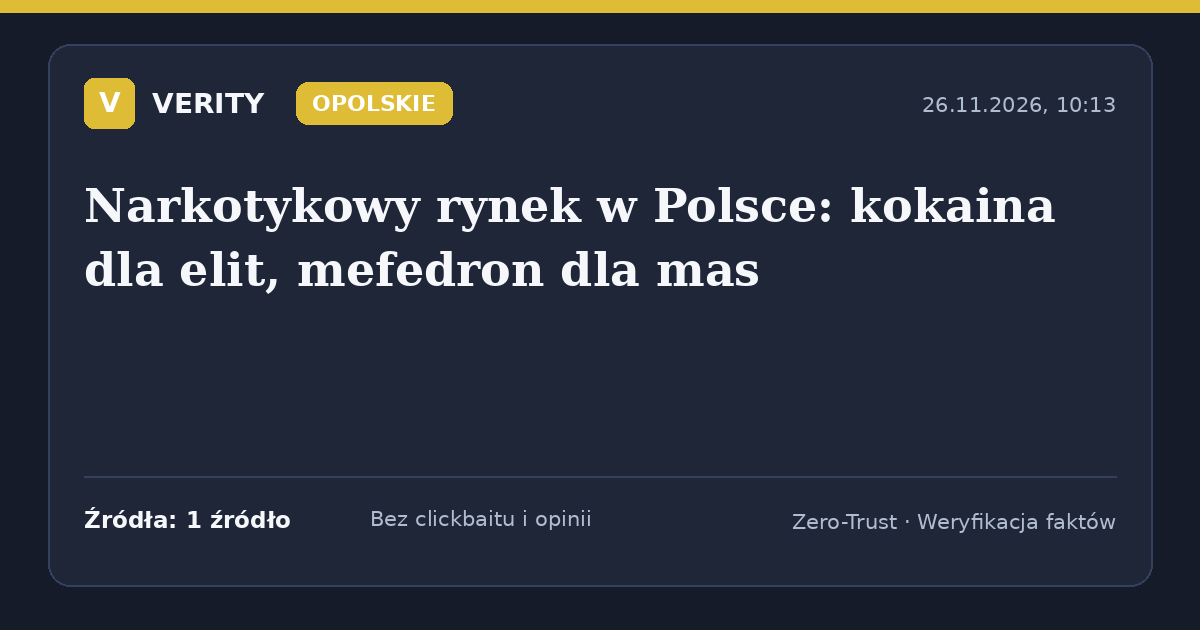 V VERITY OPOLSKIE 26.11.2026, 10:13
Narkotykowy rynek w Polsce: kokaina
dla elit, mefedron dla mas
Źródła: 1 źródło Bez clickbaitu i opinii Zero-Trust · Weryfikacja faktów